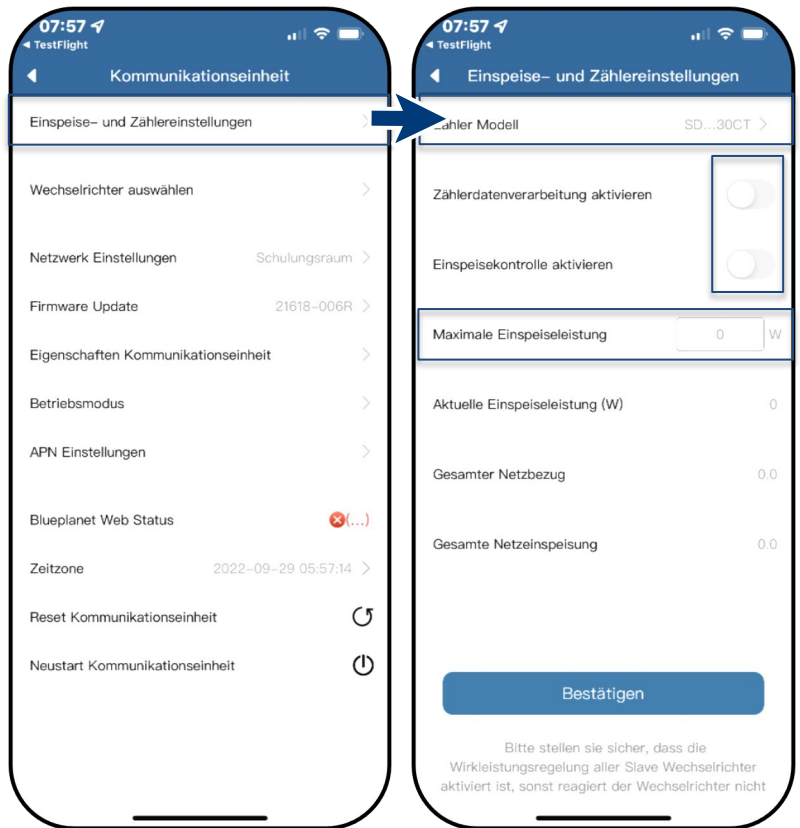 07:57
◄ TestFlight
Kommunikationseinheit
Einspeise- und Zählereinstellungen
Wechselrichter auswählen
Netzwerk Einstellungen Schulungsraum
Firmware Update 21618-006R
Eigenschaften Kommunikationseinheit
Betriebsmodus
APN Einstellungen
Blueplanet Web Status (...)
Zeitzone 2022-09-29 05:57:14
Reset Kommunikationseinheit
Neustart Kommunikationseinheit
07:57
◄ TestFlight
Einspeise- und Zählereinstellungen
Zähler Modell SD...30CT
Zählerdatenverarbeitung aktivieren
Einspeisekontrolle aktivieren
Maximale Einspeiseleistung 0 W
Aktuelle Einspeiseleistung (W) 0
Gesamter Netzbezug 0.0
Gesamte Netzeinspeisung 0.0
Bestätigen
Bitte stellen sie sicher, dass die
Wirkleistungsregelung aller Slave Wechselrichter
aktiviert ist, sonst reagiert der Wechselrichter nicht